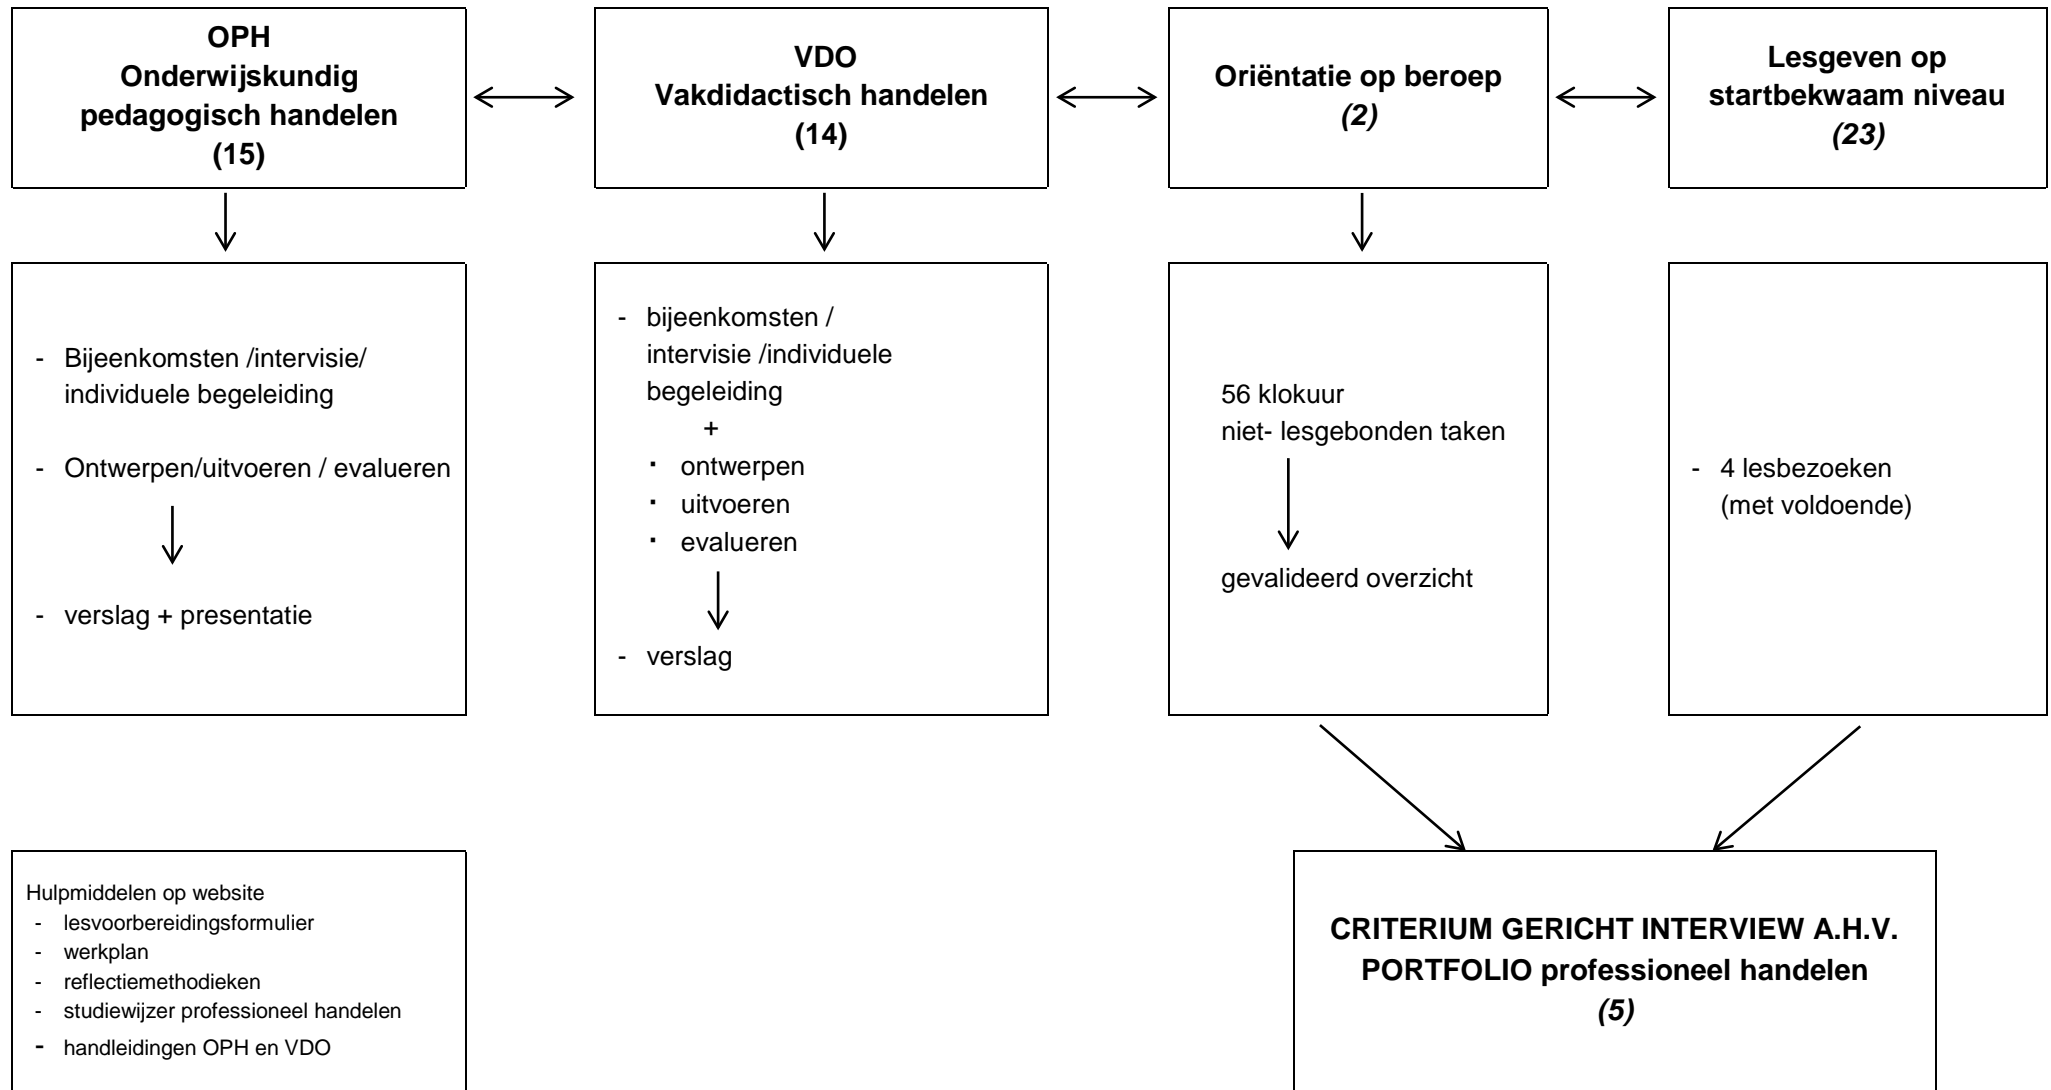 OPH
Onderwijskundig
pedagogisch handelen
(15)
VDO
Vakdidactisch handelen
(14)
Oriëntatie op beroep
(2)
Lesgeven op
startbekwaam niveau
(23)
- Bijeenkomsten /intervisie/
individuele begeleiding
- Ontwerpen/uitvoeren / evalueren
- verslag + presentatie
- bijeenkomsten /
intervisie /individuele
begeleiding
+
· ontwerpen
· uitvoeren
· evalueren
- verslag
56 klokuur
niet- lesgebonden taken
gevalideerd overzicht
- 4 lesbezoeken
(met voldoende)
Hulpmiddelen op website
- lesvoorbereidingsformulier
- werkplan
- reflectiemethodieken
- studiewijzer professioneel handelen
- handleidingen OPH en VDO
CRITERIUM GERICHT INTERVIEW A.H.V.
PORTFOLIO professioneel handelen
(5)